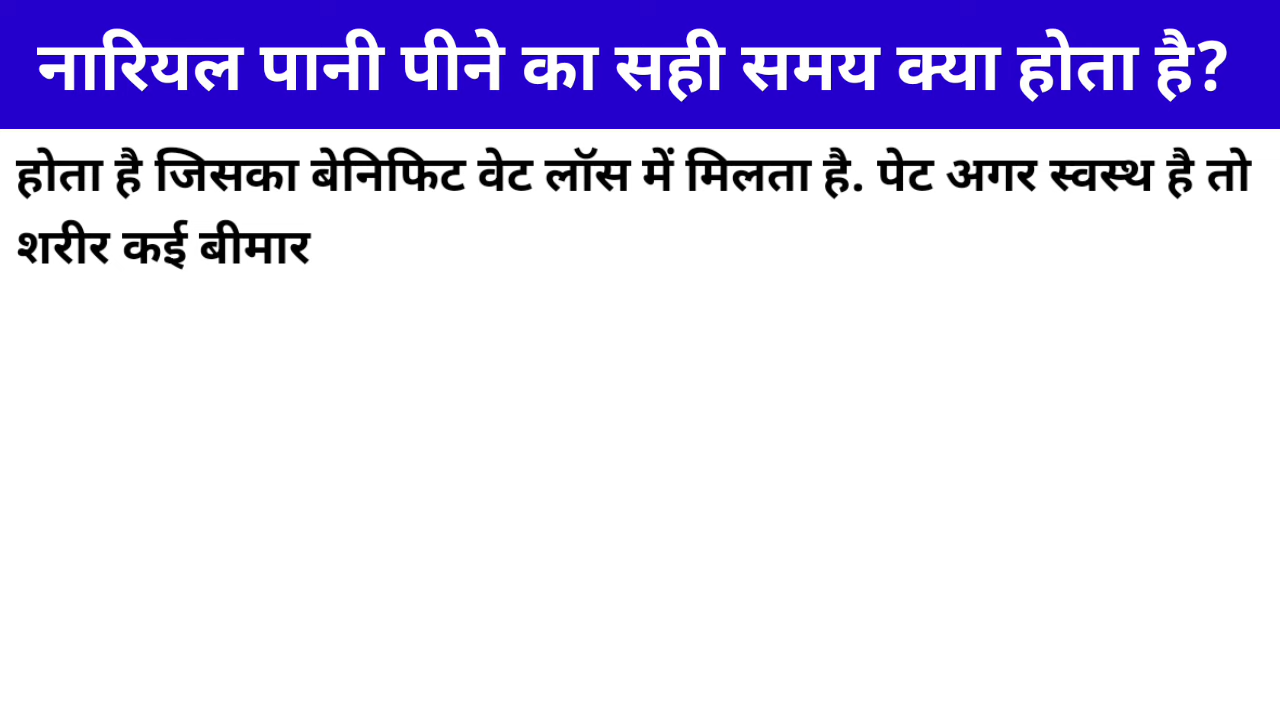 नारियल पानी पीने का सही समय क्या होता है?
होता है जिसका बेनिफिट वेट लॉस में मिलता है. पेट अगर स्वस्थ है तो
शरीर कई बीमार